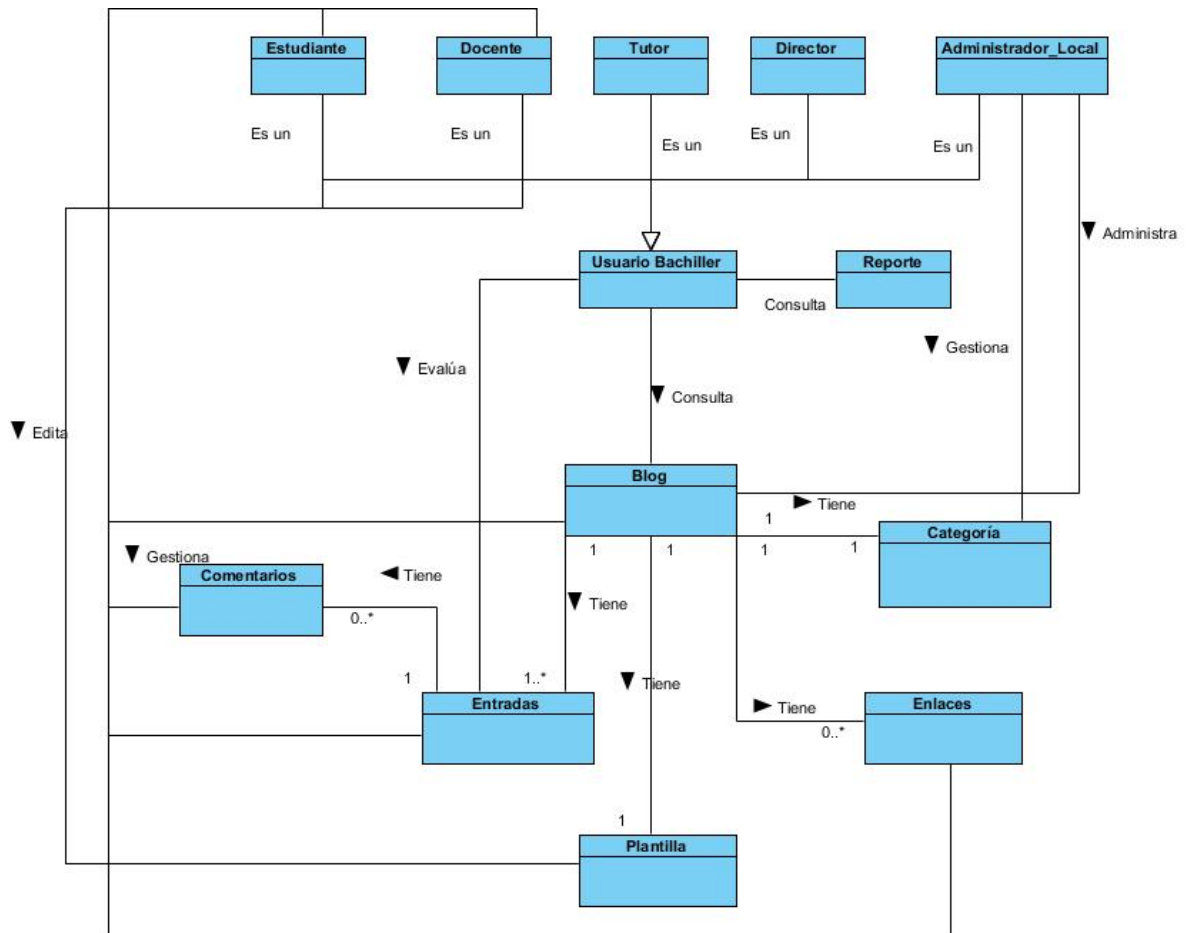 Estudiante
Docente
Tutor
Director
Administrador_Local
Es un
Es un
Es un
Es un
Es un
Administra
Usuario Bachiller
Reporte
Consulta
Gestiona
Evalúa
Consulta
Edita
Blog
Tiene
1
Categoría
1
1
1
1
Gestiona
Comentarios
Tiene
Tiene
0..*
1
1..*
Tiene
Entradas
Enlaces
Tiene
0..*
1
Plantilla